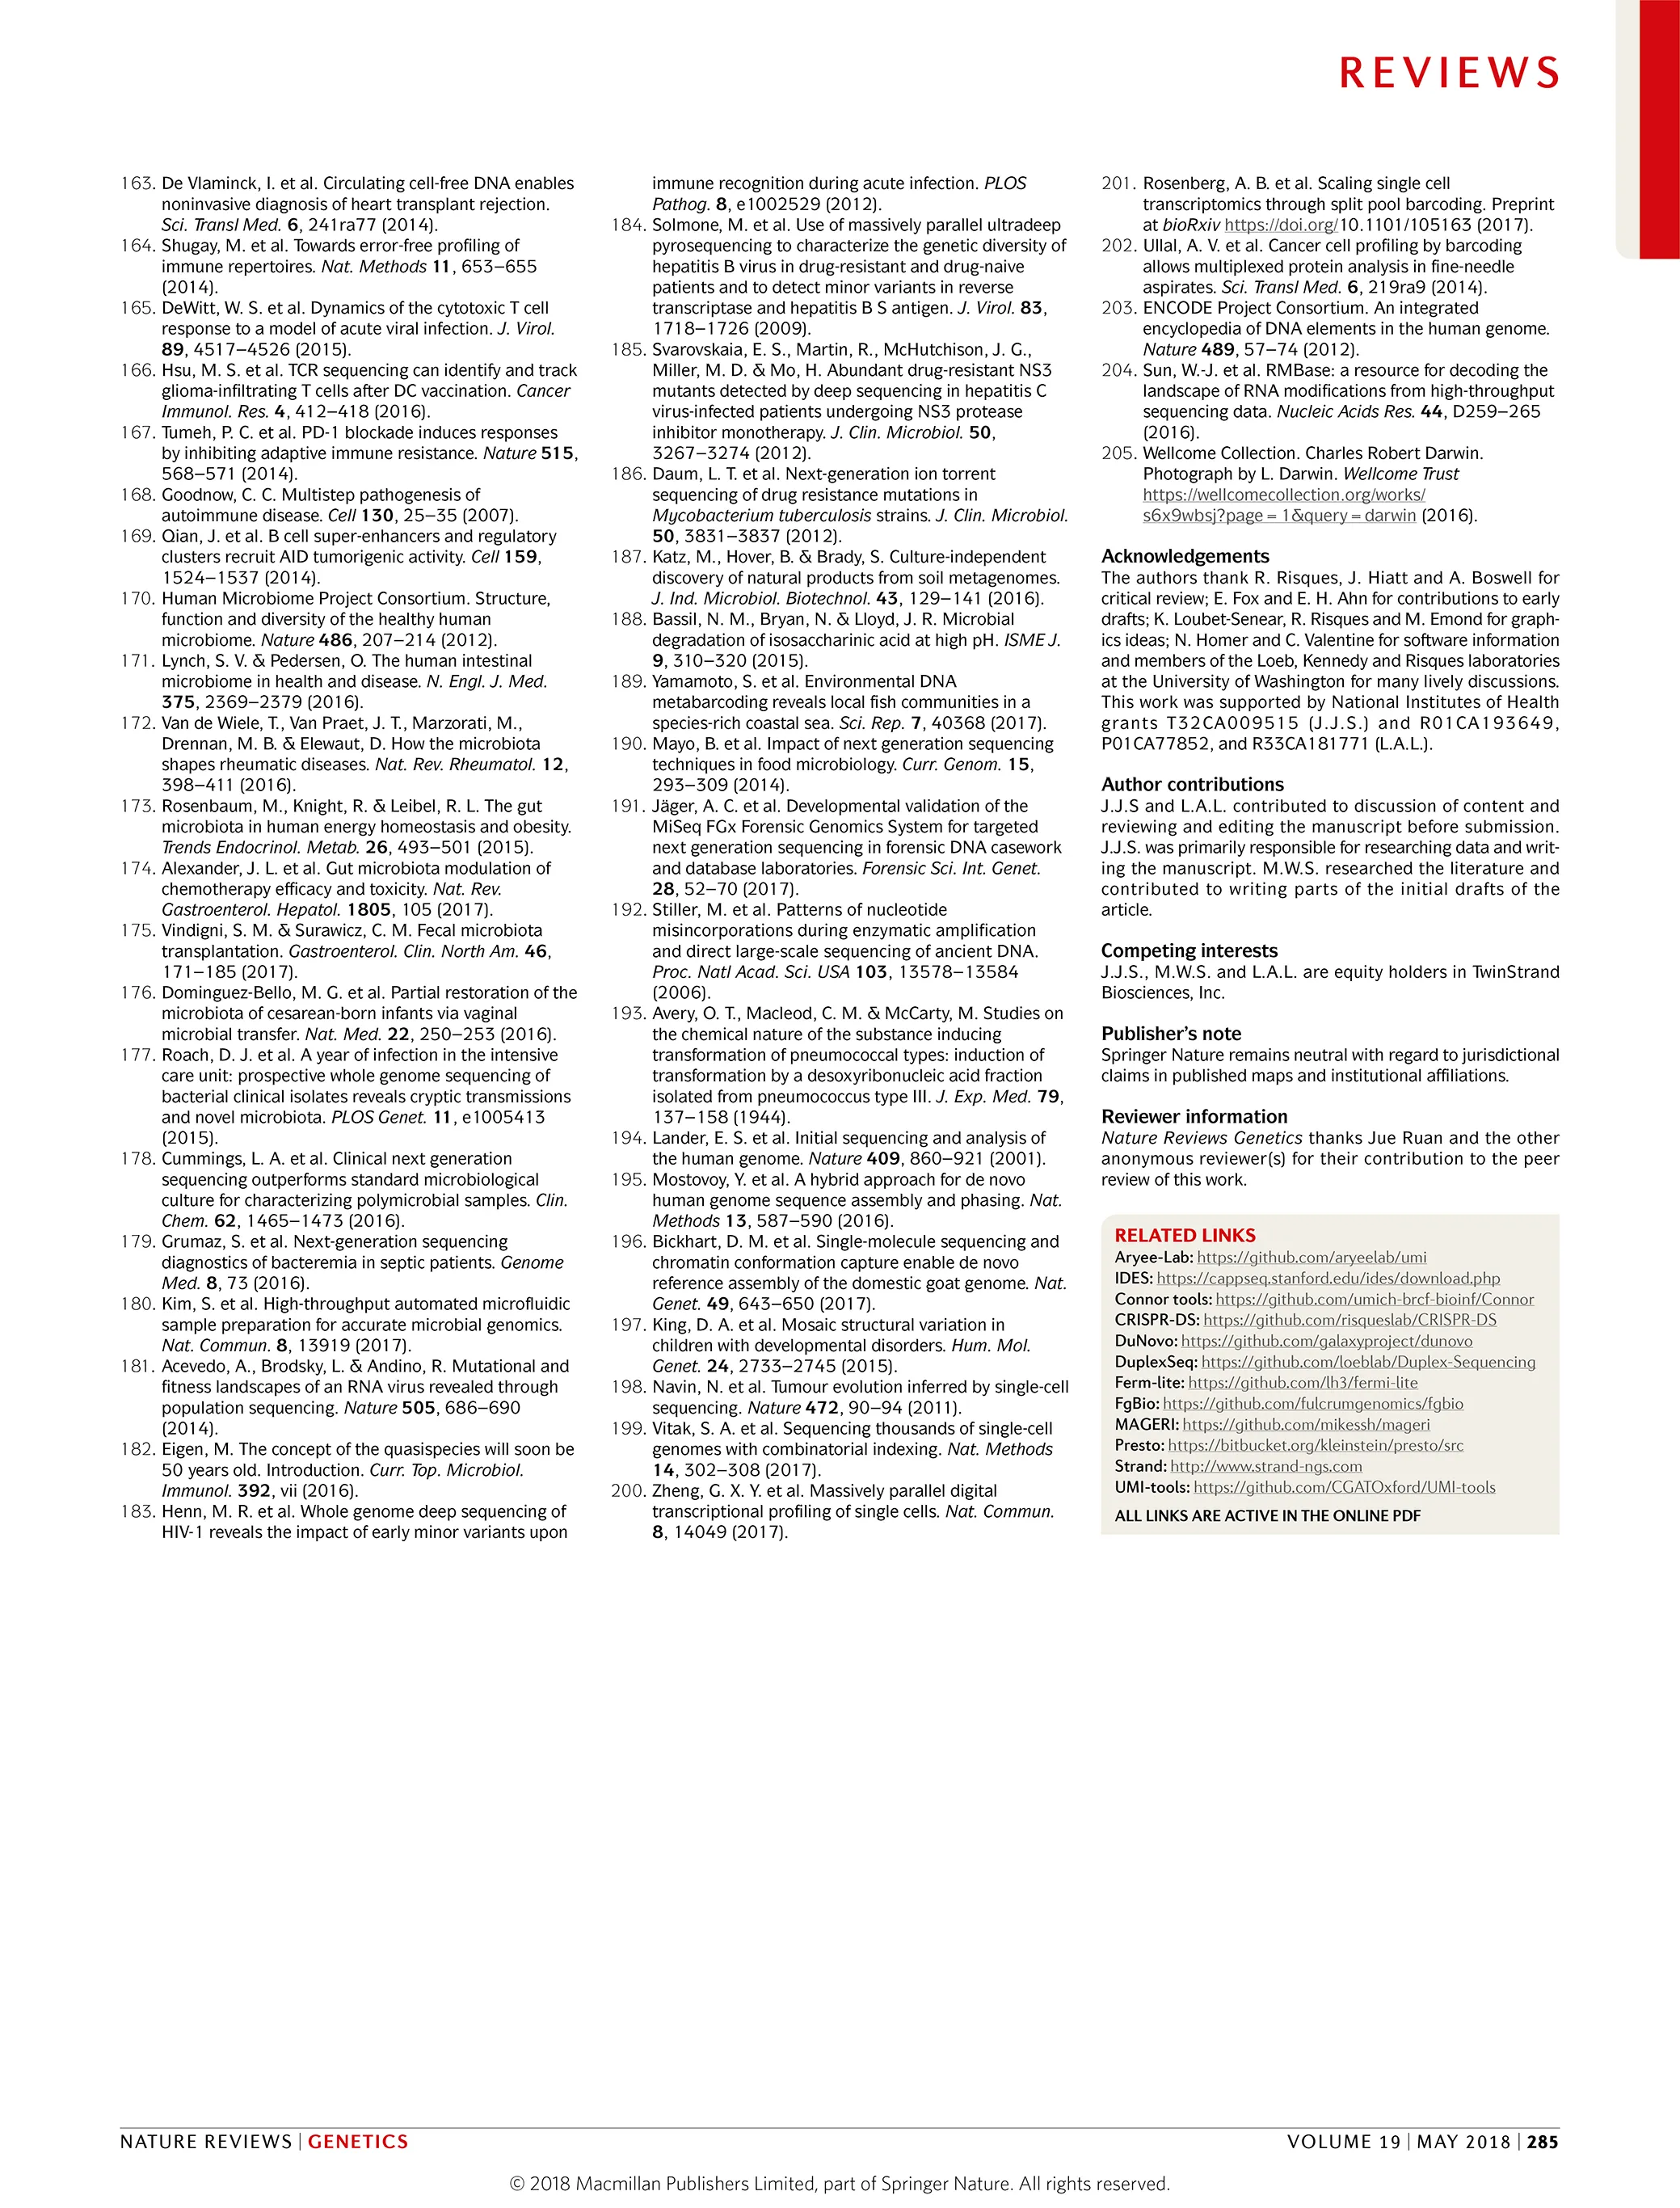 REVIEWS
163. De Vlaminck, I. et al. Circulating cell-free DNA enables
noninvasive diagnosis of heart transplant rejection.
Sci. Transl Med. 6, 241ra77 (2014).
164. Shugay, M. et al. Towards error-free profiling of
immune repertoires. Nat. Methods 11, 653–655
(2014).
165. DeWitt, W. S. et al. Dynamics of the cytotoxic T cell
response to a model of acute viral infection. J. Virol.
89, 4517–4526 (2015).
166. Hsu, M. S. et al. TCR sequencing can identify and track
glioma-infiltrating T cells after DC vaccination. Cancer
Immunol. Res. 4, 412–418 (2016).
167. Tumeh, P. C. et al. PD-1 blockade induces responses
by inhibiting adaptive immune resistance. Nature 515,
568–571 (2014).
168. Goodnow, C. C. Multistep pathogenesis of
autoimmune disease. Cell 130, 25–35 (2007).
169. Qian, J. et al. B cell super-enhancers and regulatory
clusters recruit AID tumorigenic activity. Cell 159,
1524–1537 (2014).
170. Human Microbiome Project Consortium. Structure,
function and diversity of the healthy human
microbiome. Nature 486, 207–214 (2012).
171. Lynch, S. V. & Pedersen, O. The human intestinal
microbiome in health and disease. N. Engl. J. Med.
375, 2369–2379 (2016).
172. Van de Wiele, T., Van Praet, J. T., Marzorati, M.,
Drennan, M. B. & Elewaut, D. How the microbiota
shapes rheumatic diseases. Nat. Rev. Rheumatol. 12,
398–411 (2016).
173. Rosenbaum, M., Knight, R. & Leibel, R. L. The gut
microbiota in human energy homeostasis and obesity.
Trends Endocrinol. Metab. 26, 493–501 (2015).
174. Alexander, J. L. et al. Gut microbiota modulation of
chemotherapy efficacy and toxicity. Nat. Rev.
Gastroenterol. Hepatol. 1805, 105 (2017).
175. Vindigni, S. M. & Surawicz, C. M. Fecal microbiota
transplantation. Gastroenterol. Clin. North Am. 46,
171–185 (2017).
176. Dominguez-Bello, M. G. et al. Partial restoration of the
microbiota of cesarean-born infants via vaginal
microbial transfer. Nat. Med. 22, 250–253 (2016).
177. Roach, D. J. et al. A year of infection in the intensive
care unit: prospective whole genome sequencing of
bacterial clinical isolates reveals cryptic transmissions
and novel microbiota. PLOS Genet. 11, e1005413
(2015).
178. Cummings, L. A. et al. Clinical next generation
sequencing outperforms standard microbiological
culture for characterizing polymicrobial samples. Clin.
Chem. 62, 1465–1473 (2016).
179. Grumaz, S. et al. Next-generation sequencing
diagnostics of bacteremia in septic patients. Genome
Med. 8, 73 (2016).
180. Kim, S. et al. High-throughput automated microfluidic
sample preparation for accurate microbial genomics.
Nat. Commun. 8, 13919 (2017).
181. Acevedo, A., Brodsky, L. & Andino, R. Mutational and
fitness landscapes of an RNA virus revealed through
population sequencing. Nature 505, 686–690
(2014).
182. Eigen, M. The concept of the quasispecies will soon be
50 years old. Introduction. Curr. Top. Microbiol.
Immunol. 392, vii (2016).
183. Henn, M. R. et al. Whole genome deep sequencing of
HIV-1 reveals the impact of early minor variants upon
immune recognition during acute infection. PLOS
Pathog. 8, e1002529 (2012).
184. Solmone, M. et al. Use of massively parallel ultradeep
pyrosequencing to characterize the genetic diversity of
hepatitis B virus in drug-resistant and drug-naive
patients and to detect minor variants in reverse
transcriptase and hepatitis B S antigen. J. Virol. 83,
1718–1726 (2009).
185. Svarovskaia, E. S., Martin, R., McHutchison, J. G.,
Miller, M. D. & Mo, H. Abundant drug-resistant NS3
mutants detected by deep sequencing in hepatitis C
virus-infected patients undergoing NS3 protease
inhibitor monotherapy. J. Clin. Microbiol. 50,
3267–3274 (2012).
186. Daum, L. T. et al. Next-generation ion torrent
sequencing of drug resistance mutations in
Mycobacterium tuberculosis strains. J. Clin. Microbiol.
50, 3831–3837 (2012).
187. Katz, M., Hover, B. & Brady, S. Culture-independent
discovery of natural products from soil metagenomes.
J. Ind. Microbiol. Biotechnol. 43, 129–141 (2016).
188. Bassil, N. M., Bryan, N. & Lloyd, J. R. Microbial
degradation of isosaccharinic acid at high pH. ISME J.
9, 310–320 (2015).
189. Yamamoto, S. et al. Environmental DNA
metabarcoding reveals local fish communities in a
species-rich coastal sea. Sci. Rep. 7, 40368 (2017).
190. Mayo, B. et al. Impact of next generation sequencing
techniques in food microbiology. Curr. Genom. 15,
293–309 (2014).
191. Jäger, A. C. et al. Developmental validation of the
MiSeq FGx Forensic Genomics System for targeted
next generation sequencing in forensic DNA casework
and database laboratories. Forensic Sci. Int. Genet.
28, 52–70 (2017).
192. Stiller, M. et al. Patterns of nucleotide
misincorporations during enzymatic amplification
and direct large-scale sequencing of ancient DNA.
Proc. Natl Acad. Sci. USA 103, 13578–13584
(2006).
193. Avery, O. T., Macleod, C. M. & McCarty, M. Studies on
the chemical nature of the substance inducing
transformation of pneumococcal types: induction of
transformation by a desoxyribonucleic acid fraction
isolated from pneumococcus type III. J. Exp. Med. 79,
137–158 (1944).
194. Lander, E. S. et al. Initial sequencing and analysis of
the human genome. Nature 409, 860–921 (2001).
195. Mostovoy, Y. et al. A hybrid approach for de novo
human genome sequence assembly and phasing. Nat.
Methods 13, 587–590 (2016).
196. Bickhart, D. M. et al. Single-molecule sequencing and
chromatin conformation capture enable de novo
reference assembly of the domestic goat genome. Nat.
Genet. 49, 643–650 (2017).
197. King, D. A. et al. Mosaic structural variation in
children with developmental disorders. Hum. Mol.
Genet. 24, 2733–2745 (2015).
198. Navin, N. et al. Tumour evolution inferred by single-cell
sequencing. Nature 472, 90–94 (2011).
199. Vitak, S. A. et al. Sequencing thousands of single-cell
genomes with combinatorial indexing. Nat. Methods
14, 302–308 (2017).
200. Zheng, G. X. Y. et al. Massively parallel digital
transcriptional profiling of single cells. Nat. Commun.
8, 14049 (2017).
201. Rosenberg, A. B. et al. Scaling single cell
transcriptomics through split pool barcoding. Preprint
at bioRxiv https://doi.org/10.1101/105163 (2017).
202. Ullal, A. V. et al. Cancer cell profiling by barcoding
allows multiplexed protein analysis in fine-needle
aspirates. Sci. Transl Med. 6, 219ra9 (2014).
203. ENCODE Project Consortium. An integrated
encyclopedia of DNA elements in the human genome.
Nature 489, 57–74 (2012).
204. Sun, W.-J. et al. RMBase: a resource for decoding the
landscape of RNA modifications from high-throughput
sequencing data. Nucleic Acids Res. 44, D259–265
(2016).
205. Wellcome Collection. Charles Robert Darwin.
Photograph by L. Darwin. Wellcome Trust
https://wellcomecollection.org/works/
s6x9wbsj?page = 1&query = darwin (2016).
Acknowledgements
The authors thank R. Risques, J. Hiatt and A. Boswell for
critical review; E. Fox and E. H. Ahn for contributions to early
drafts; K. Loubet-Senear, R. Risques and M. Emond for graph-
ics ideas; N. Homer and C. Valentine for software information
and members of the Loeb, Kennedy and Risques laboratories
at the University of Washington for many lively discussions.
This work was supported by National Institutes of Health
grants T32CA009515 (J.J.S.) and R01CA193649,
P01CA77852, and R33CA181771 (L.A.L.).
Author contributions
J.J.S and L.A.L. contributed to discussion of content and
reviewing and editing the manuscript before submission.
J.J.S. was primarily responsible for researching data and writ-
ing the manuscript. M.W.S. researched the literature and
contributed to writing parts of the initial drafts of the
article.
Competing interests
J.J.S., M.W.S. and L.A.L. are equity holders in TwinStrand
Biosciences, Inc.
Publisher’s note
Springer Nature remains neutral with regard to jurisdictional
claims in published maps and institutional affiliations.
Reviewer information
Nature Reviews Genetics thanks Jue Ruan and the other
anonymous reviewer(s) for their contribution to the peer
review of this work.
RELATED LINKS
Aryee-Lab: https://github.com/aryeelab/umi
IDES: https://cappseq.stanford.edu/ides/download.php
Connor tools: https://github.com/umich-brcf-bioinf/Connor
CRISPR-DS: https://github.com/risqueslab/CRISPR-DS
DuNovo: https://github.com/galaxyproject/dunovo
DuplexSeq: https://github.com/loeblab/Duplex-Sequencing
Ferm-lite: https://github.com/lh3/fermi-lite
FgBio: https://github.com/fulcrumgenomics/fgbio
MAGERI: https://github.com/mikessh/mageri
Presto: https://bitbucket.org/kleinstein/presto/src
Strand: http://www.strand-ngs.com
UMI-tools: https://github.com/CGATOxford/UMI-tools
ALL LINKS ARE ACTIVE IN THE ONLINE PDF
NATURE REVIEWS | GENETICS
VOLUME 19 | MAY 2018 | 285
© 2018 Macmillan Publishers Limited, part of Springer Nature. All rights reserved.